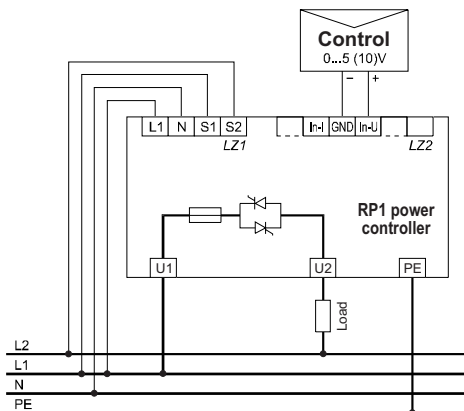 Control
0...5 (10)V
− +
L1 N S1 S2 In-I GND In-U
LZ1 LZ2
RP1 power
controller
U1 U2 PE
Load
L2
L1
N
PE